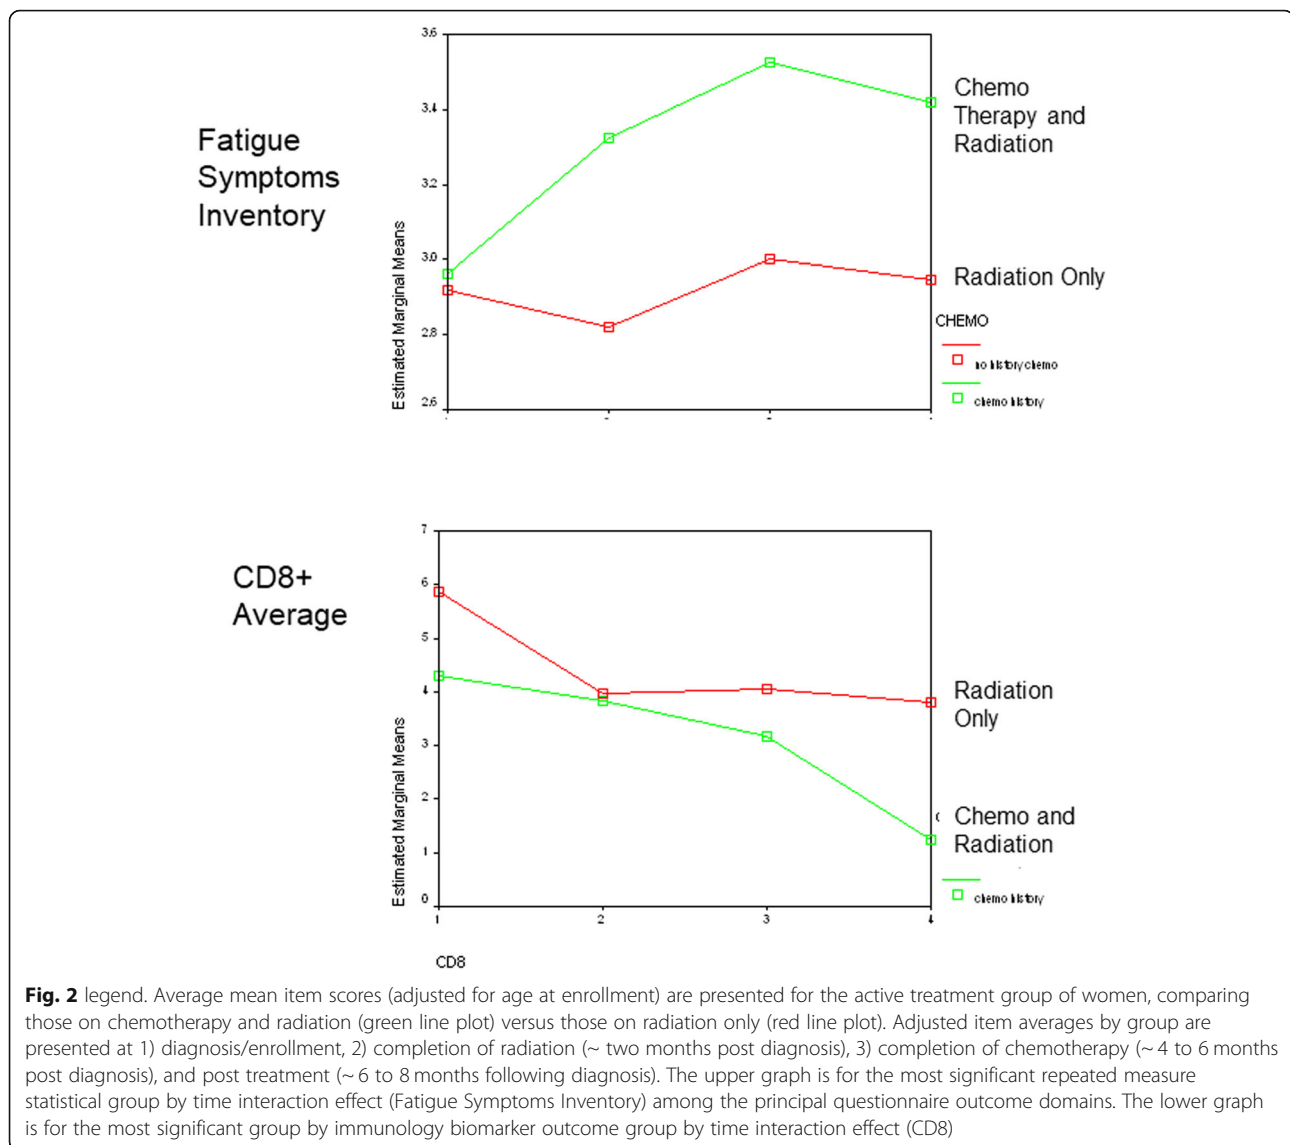 3.6
Fatigue
Symptoms
Inventory
3.4
3.2
3.0
2.8
2.6
Estimated Marginal Means
Chemo
Therapy and
Radiation
Radiation Only
CHEMO
no history chemo
chemo history
CD8+
Average
7
6
5
4
3
2
1
0
Estimated Marginal Means
1 2 3 4
CD8
Radiation
Only
Chemo and
Radiation
chemo history
Fig. 2 legend. Average mean item scores (adjusted for age at enrollment) are presented for the active treatment group of women, comparing
those on chemotherapy and radiation (green line plot) versus those on radiation only (red line plot). Adjusted item averages by group are
presented at 1) diagnosis/enrollment, 2) completion of radiation (~ two months post diagnosis), 3) completion of chemotherapy (~ 4 to 6 months
post diagnosis), and post treatment (~ 6 to 8 months following diagnosis). The upper graph is for the most significant repeated measure
statistical group by time interaction effect (Fatigue Symptoms Inventory) among the principal questionnaire outcome domains. The lower graph
is for the most significant group by immunology biomarker outcome group by time interaction effect (CD8)